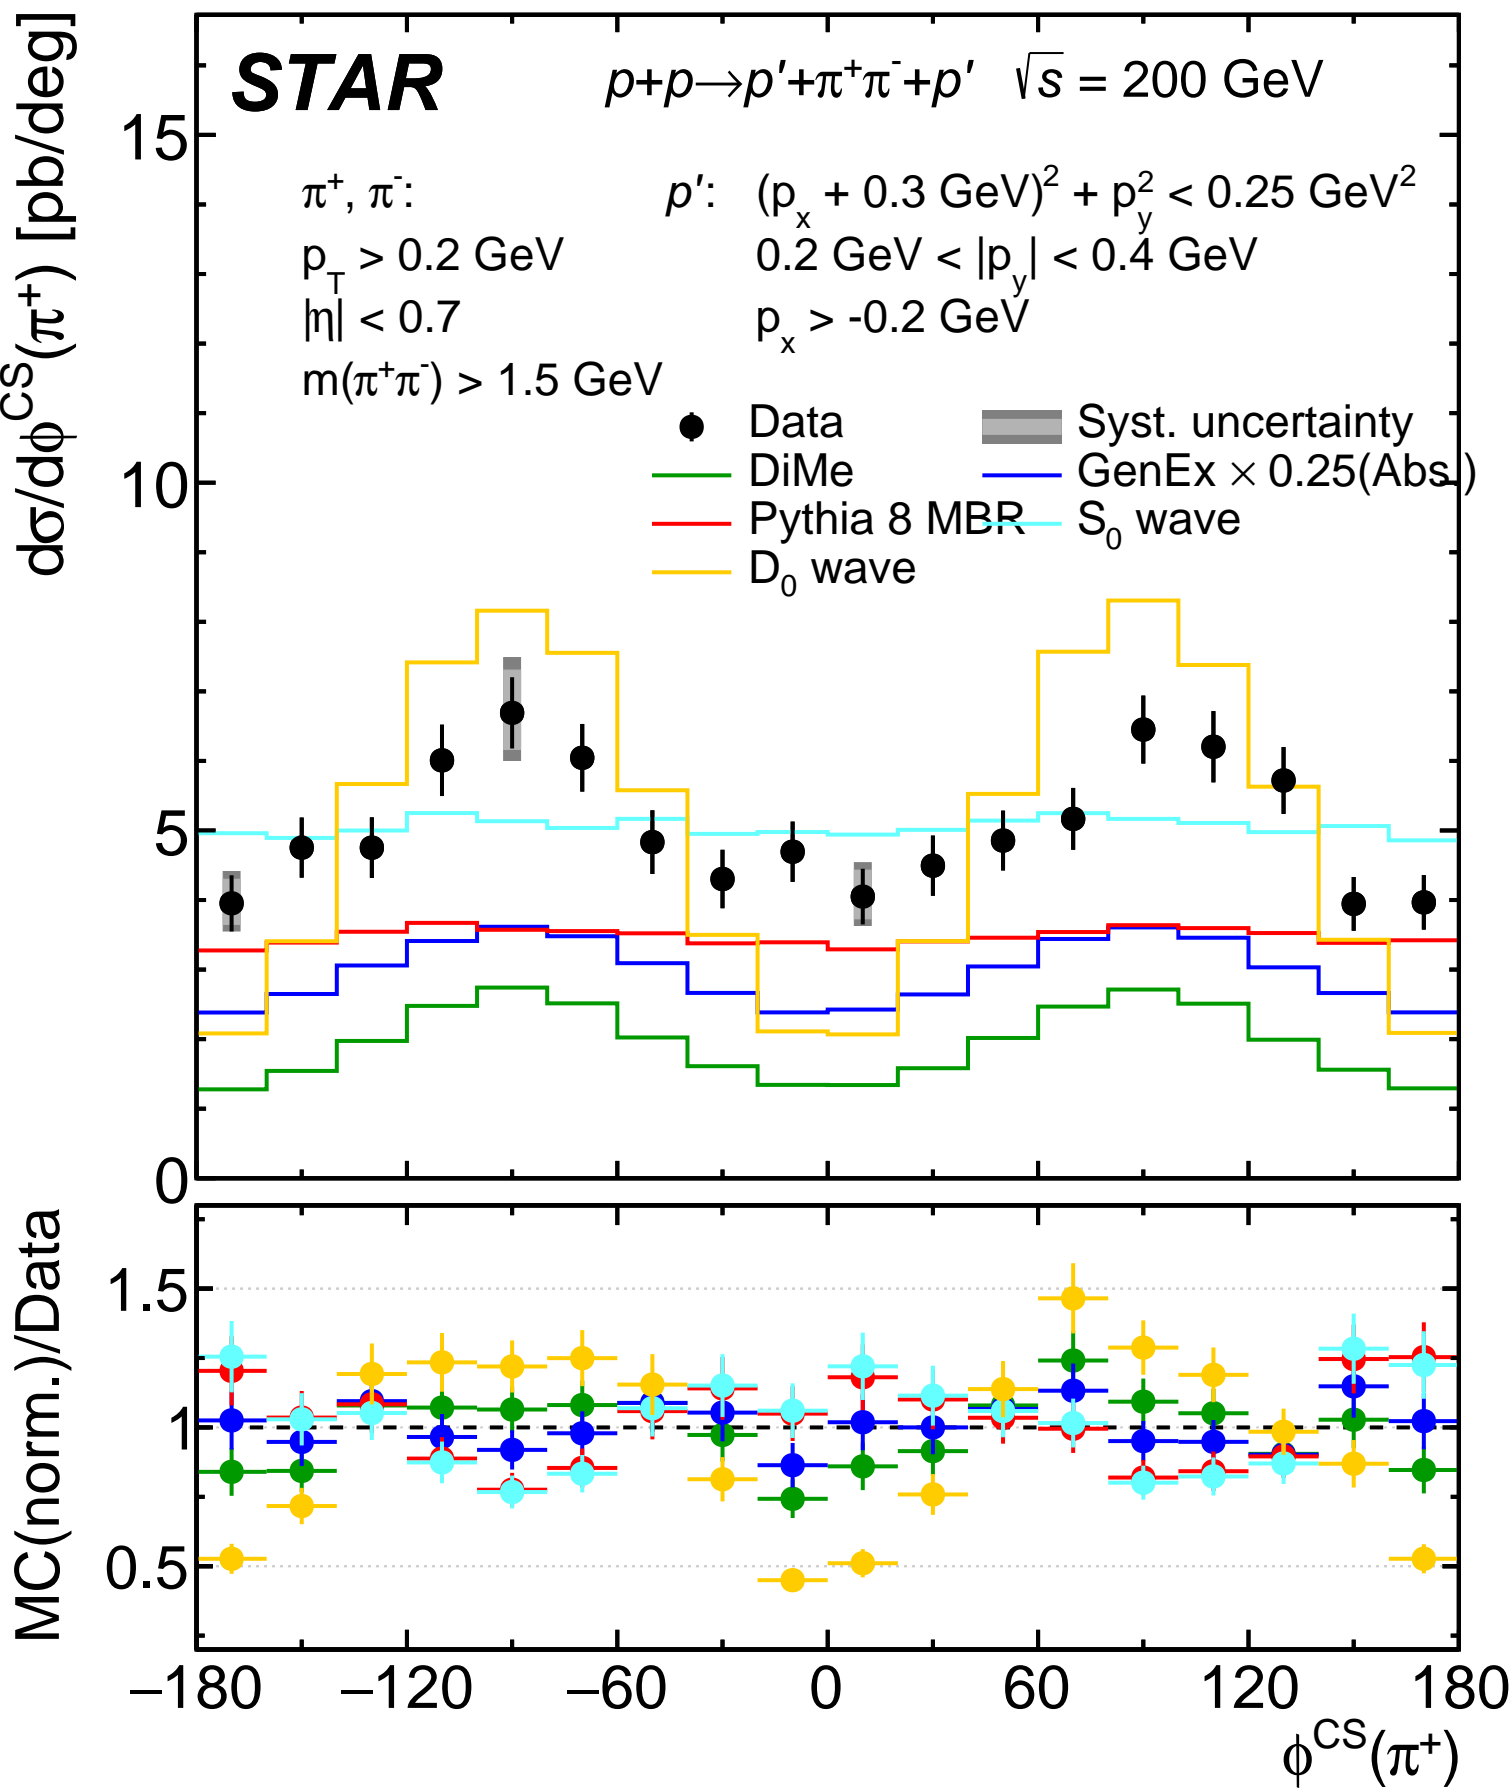 STAR p+p→p′+π⁺π⁻+p′ √s = 200 GeV
π⁺, π⁻: p′: (pₓ + 0.3 GeV)² + p_y² < 0.25 GeV²
p_T > 0.2 GeV 0.2 GeV < |p_y| < 0.4 GeV
|η| < 0.7 pₓ > -0.2 GeV
m(π⁺π⁻) > 1.5 GeV
Data Syst. uncertainty
DiMe GenEx × 0.25(Abs.)
Pythia 8 MBR S₀ wave
D₀ wave
dσ/dϕ^CS(π⁺) [pb/deg]
15
10
5
0
MC(norm.)/Data
1.5
1
0.5
−180 −120 −60 0 60 120 180
ϕ^CS(π⁺)